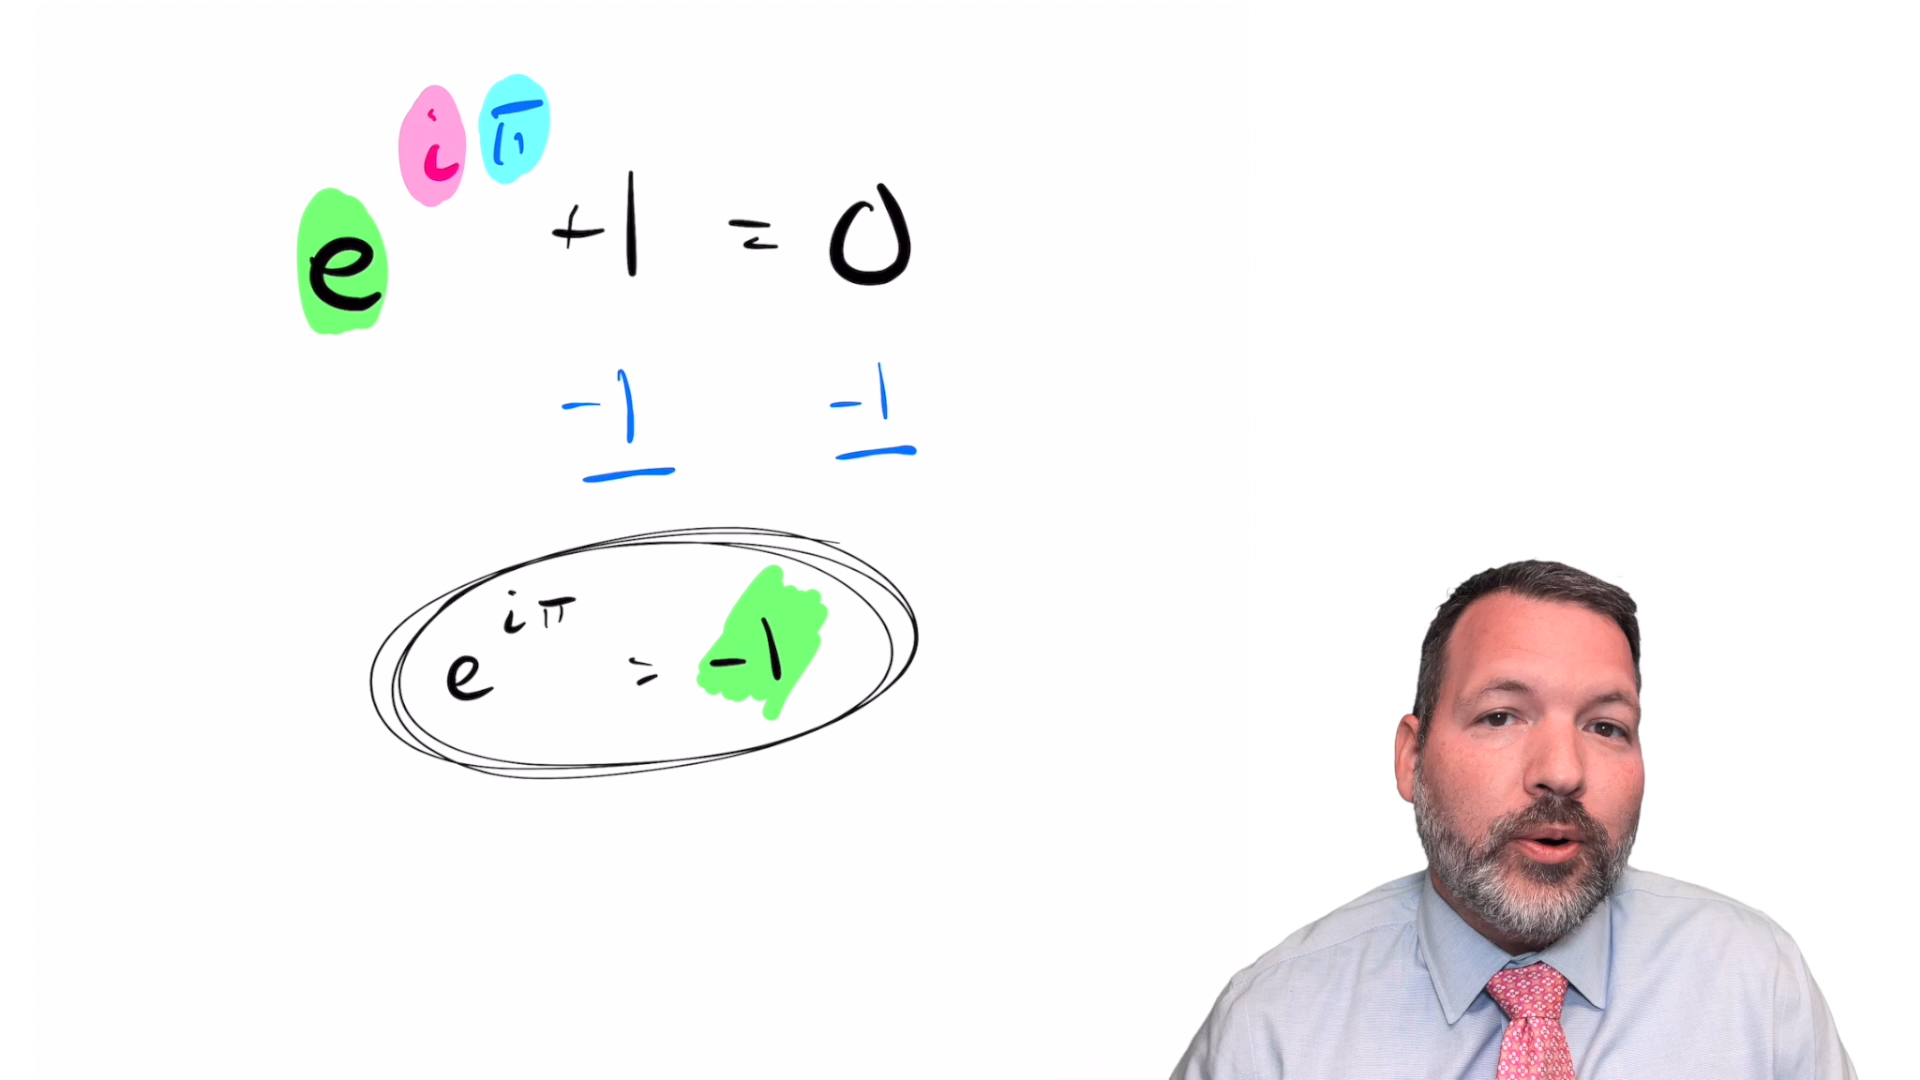 e^{iπ} +1 = 0
-1 -1
e^{iπ} = -1